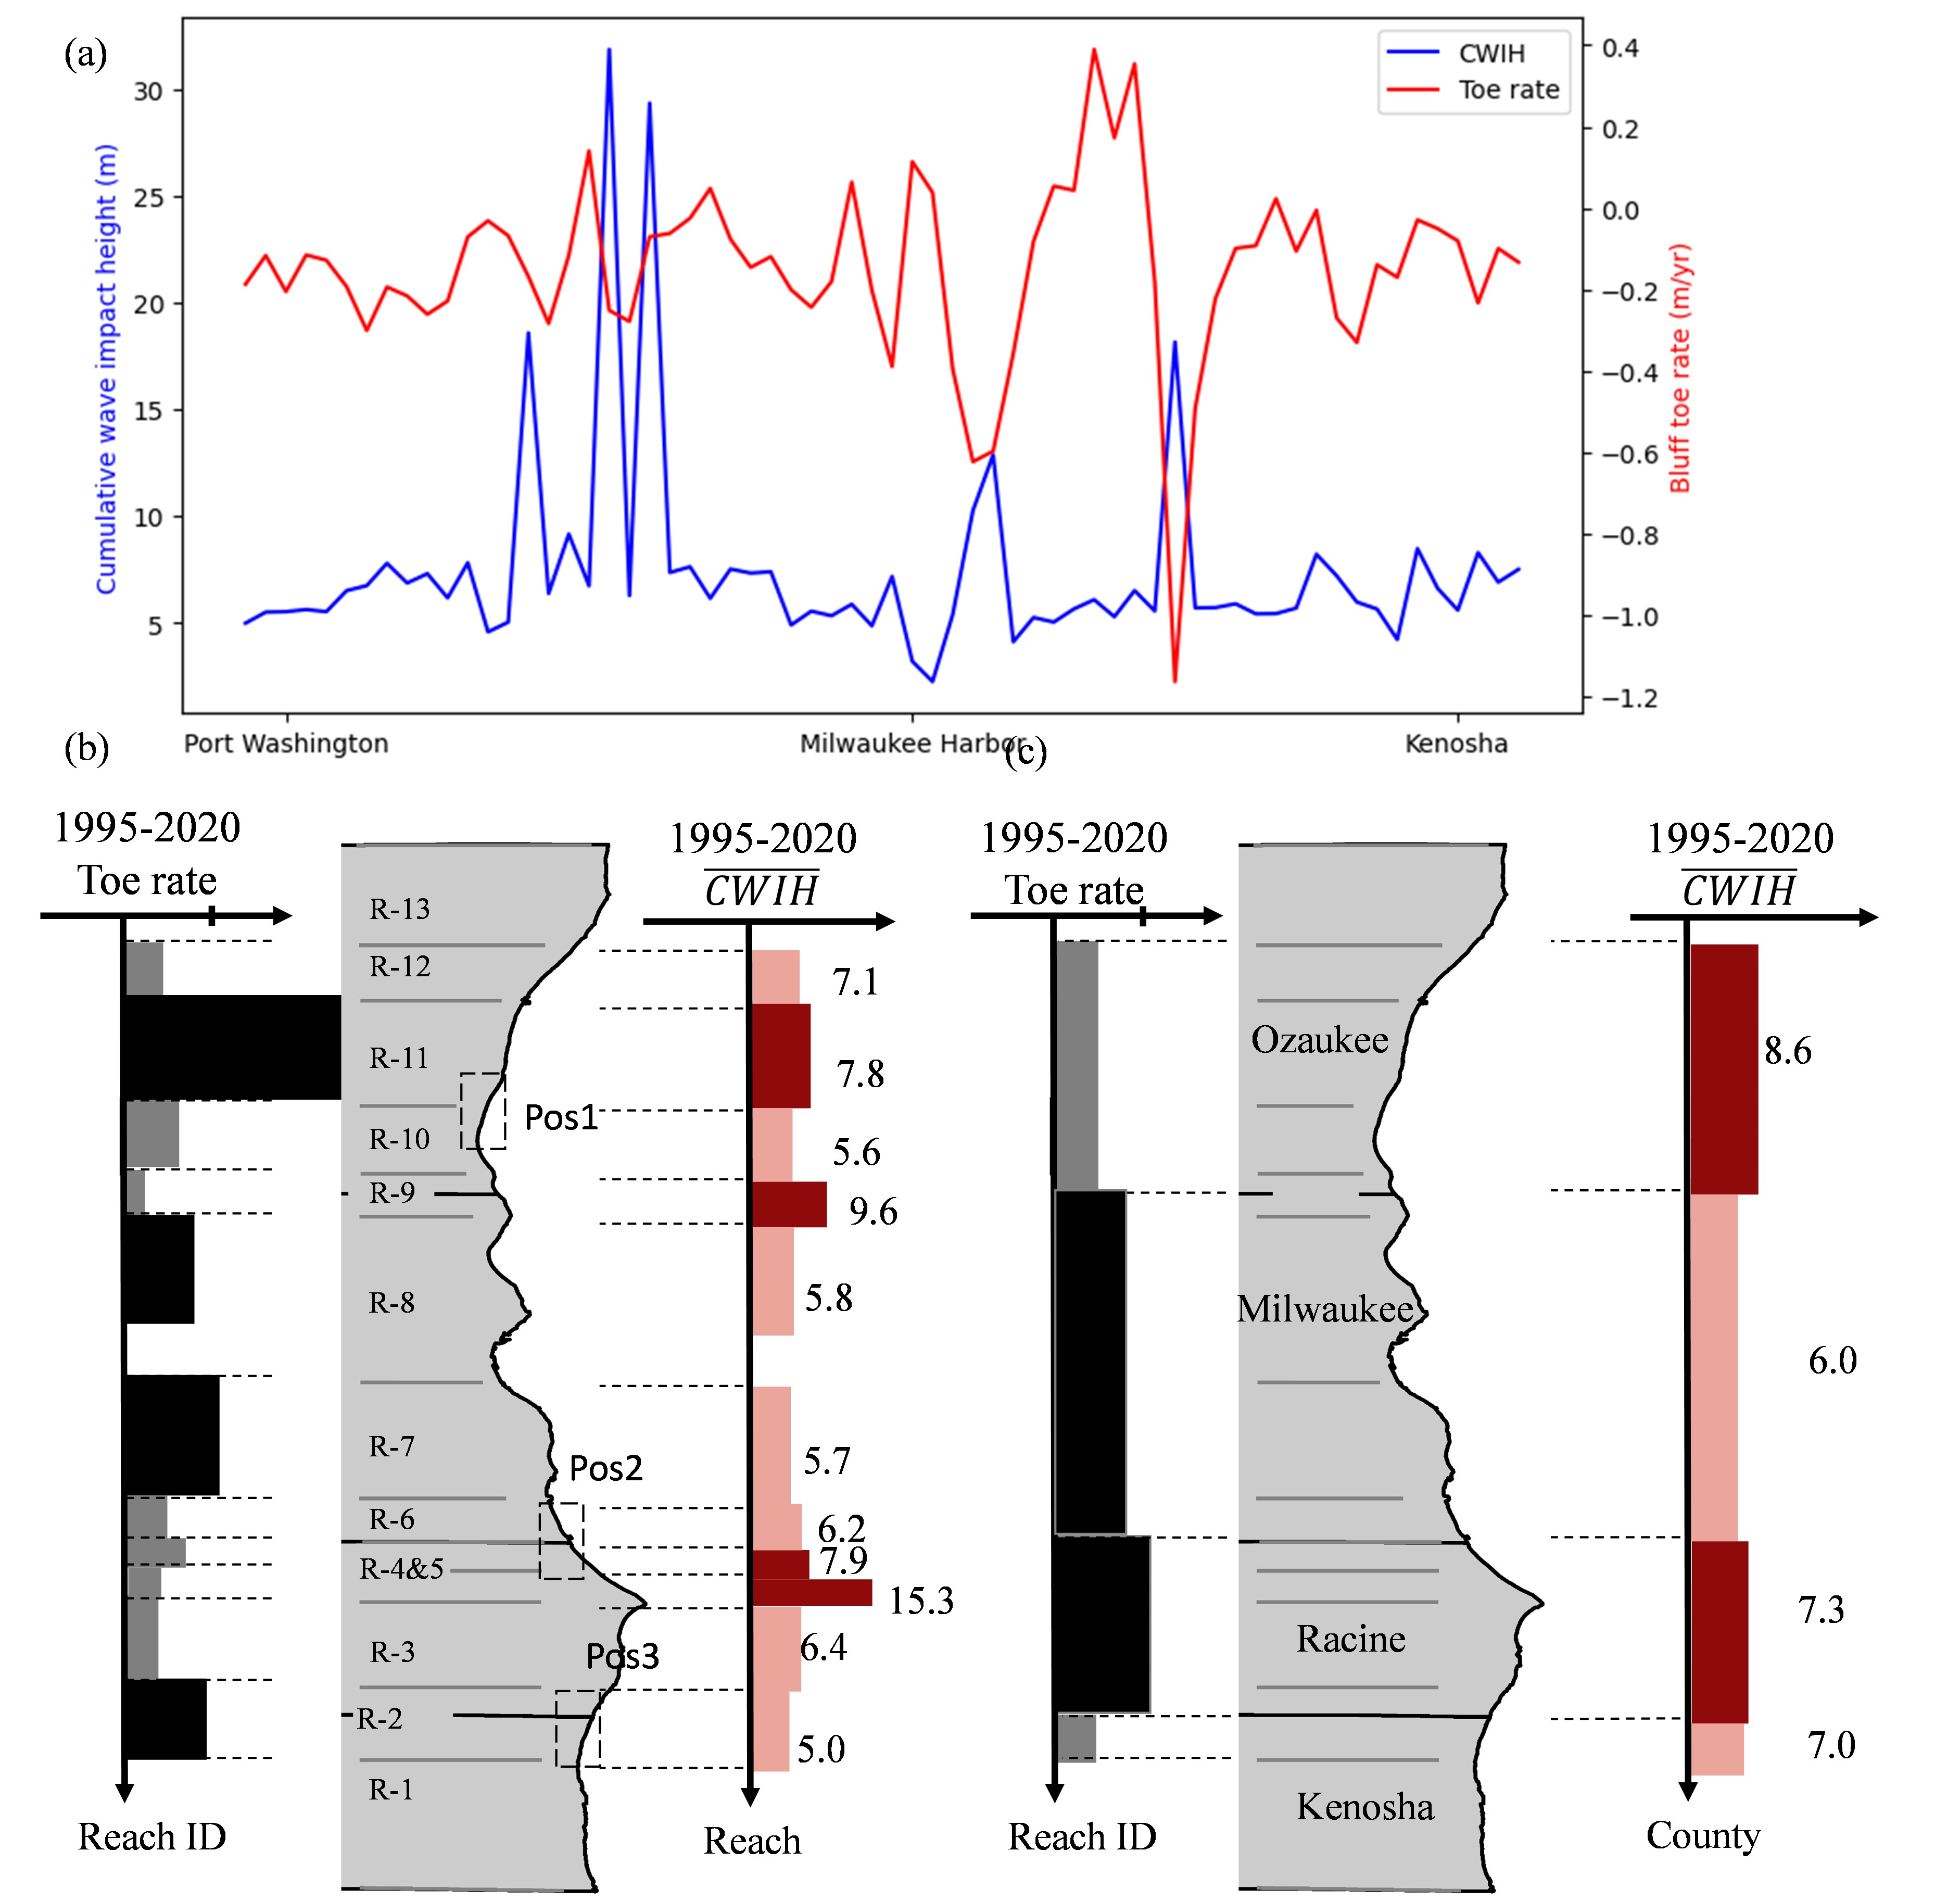 (a)
CWIH
Toe rate
Cumulative wave impact height (m)
30
25
20
15
10
5
0.4
0.2
0.0
−0.2
−0.4
−0.6
−0.8
−1.0
−1.2
Bluff toe rate (m/yr)
Port Washington
Milwaukee Harbor
Kenosha
(b)
1995-2020
Toe rate
R-13
R-12
R-11
R-10
R-9
R-8
R-7
R-6
R-4&5
R-3
R-2
R-1
Pos1
Pos2
Pos3
Reach ID
1995-2020
CWIH
7.1
7.8
5.6
9.6
5.8
5.7
6.2
7.9
15.3
6.4
5.0
Reach
(c)
1995-2020
Toe rate
Reach ID
Ozaukee
Milwaukee
Racine
Kenosha
1995-2020
CWIH
8.6
6.0
7.3
7.0
County